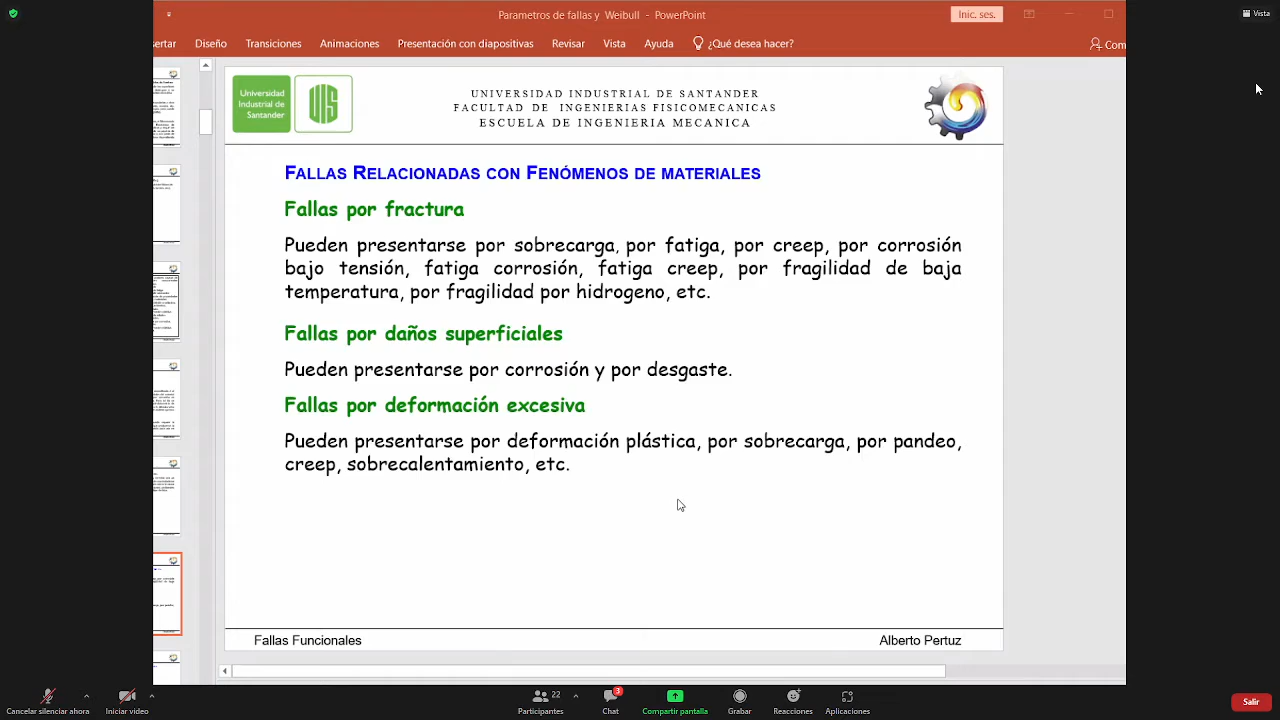 Parametros de fallas y Weibull - PowerPoint
Inic. ses.
Vista
ertar Diseño Transiciones Animaciones Presentación con diapositivas Revisar Vista Ayuda ¿Qué desea hacer? Com
Universidad
Industrial de
Santander
UNIVERSIDAD INDUSTRIAL DE SANTANDER
FACULTED DE INGENIERIAS FISICOMECANICAS
ESCUELA DE INGENIERIA MECANICA
FALLAS RELACIONADAS CON FENÓMENOS DE MATERIALES
Fallas por fractura
Pueden presentarse por sobrecarga, por fatiga, por creep, por corrosión
bajo tensión, fatiga corrosión, fatiga creep, por fragilidad de baja
temperatura, por fragilidad por hidrogeno, etc.
Fallas por daños superficiales
Pueden presentarse por corrosión y por desgaste.
Fallas por deformación excesiva
Pueden presentarse por deformación plástica, por sobrecarga, por pandeo,
creep, sobrecalentamiento, etc.
Fallas Funcionales Alberto Pertuz
22 3
Cancelar silenciar ahora Iniciar video Participantes Chat Compartir pantalla Grabar Reacciones Aplicaciones Salir